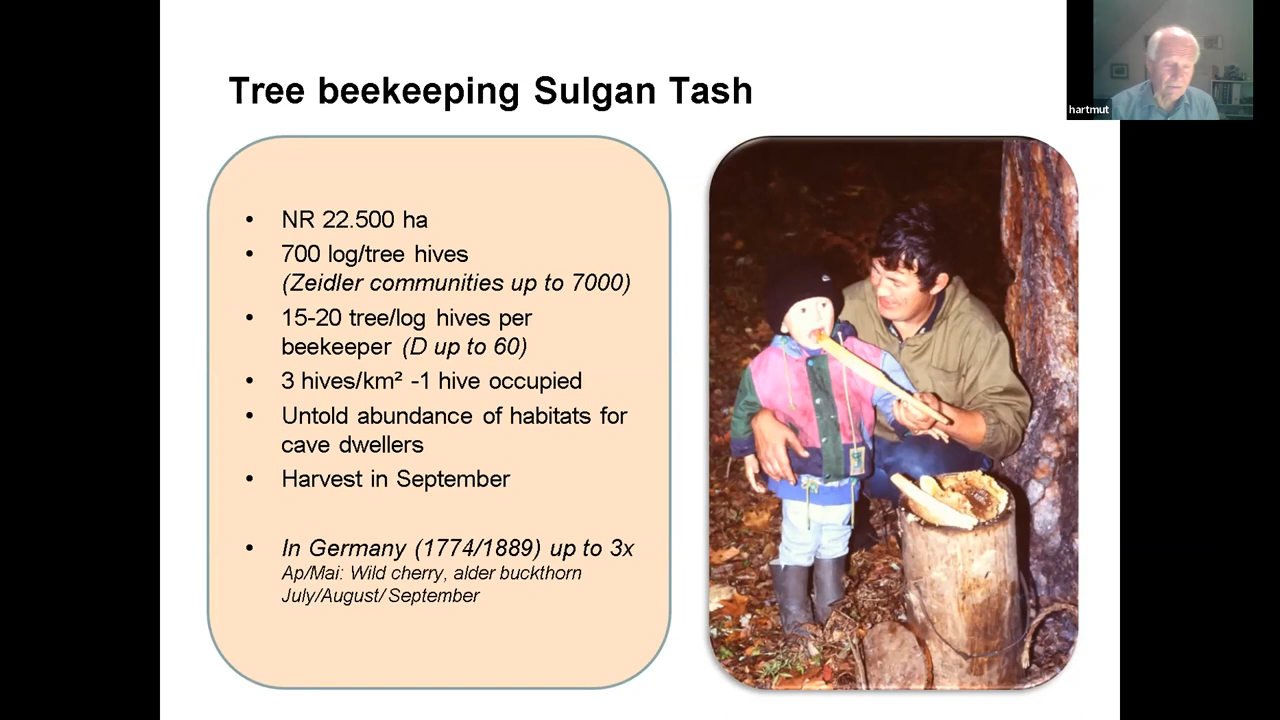 Tree beekeeping Sulgan Tash
hartmut
• NR 22.500 ha
• 700 log/tree hives
(Zeidler communities up to 7000)
• 15-20 tree/log hives per
beekeeper (D up to 60)
• 3 hives/km² -1 hive occupied
• Untold abundance of habitats for
cave dwellers
• Harvest in September
• In Germany (1774/1889) up to 3x
Ap/Mai: Wild cherry, alder buckthorn
July/August/ September